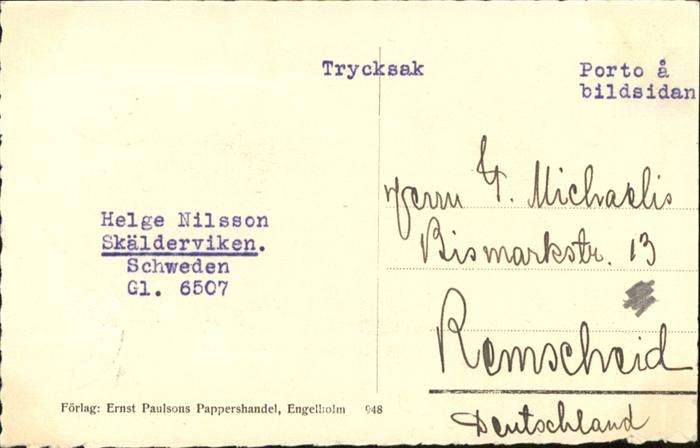 Trycksak
Porto å
bildsidan
Helge Nilsson
Skälderviken.
Schweden
Gl. 6507
Herrn G. Michaelis
Bismarkstr. 13
Remscheid
Deutschland
Förlag: Ernst Paulsons Pappershandel, Engelholm 948